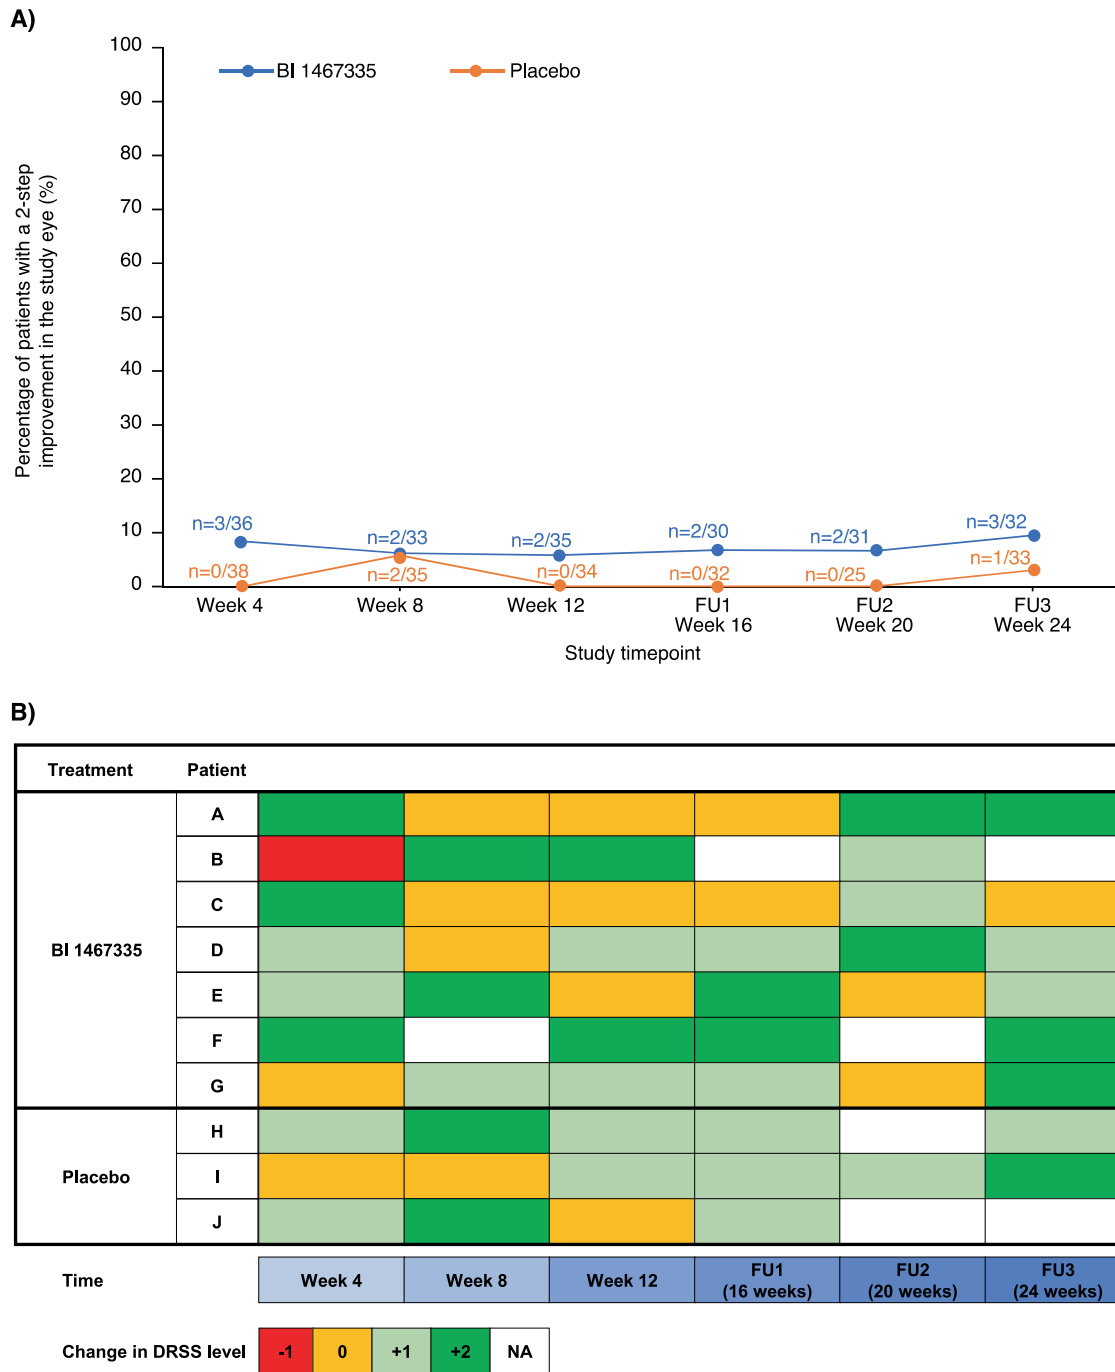 A)
100
90
80
70
60
50
40
30
20
10
0
Percentage of patients with a 2-step
improvement in the study eye (%)
BI 1467335
Placebo
n=3/36
n=2/33
n=2/35
n=2/30
n=2/31
n=3/32
n=0/38
n=2/35
n=0/34
n=0/32
n=0/25
n=1/33
Week 4
Week 8
Week 12
FU1
Week 16
FU2
Week 20
FU3
Week 24
Study timepoint
B)
Treatment
Patient
BI 1467335
A
B
C
D
E
F
G
Placebo
H
I
J
Time
Week 4
Week 8
Week 12
FU1
(16 weeks)
FU2
(20 weeks)
FU3
(24 weeks)
Change in DRSS level
-1
0
+1
+2
NA